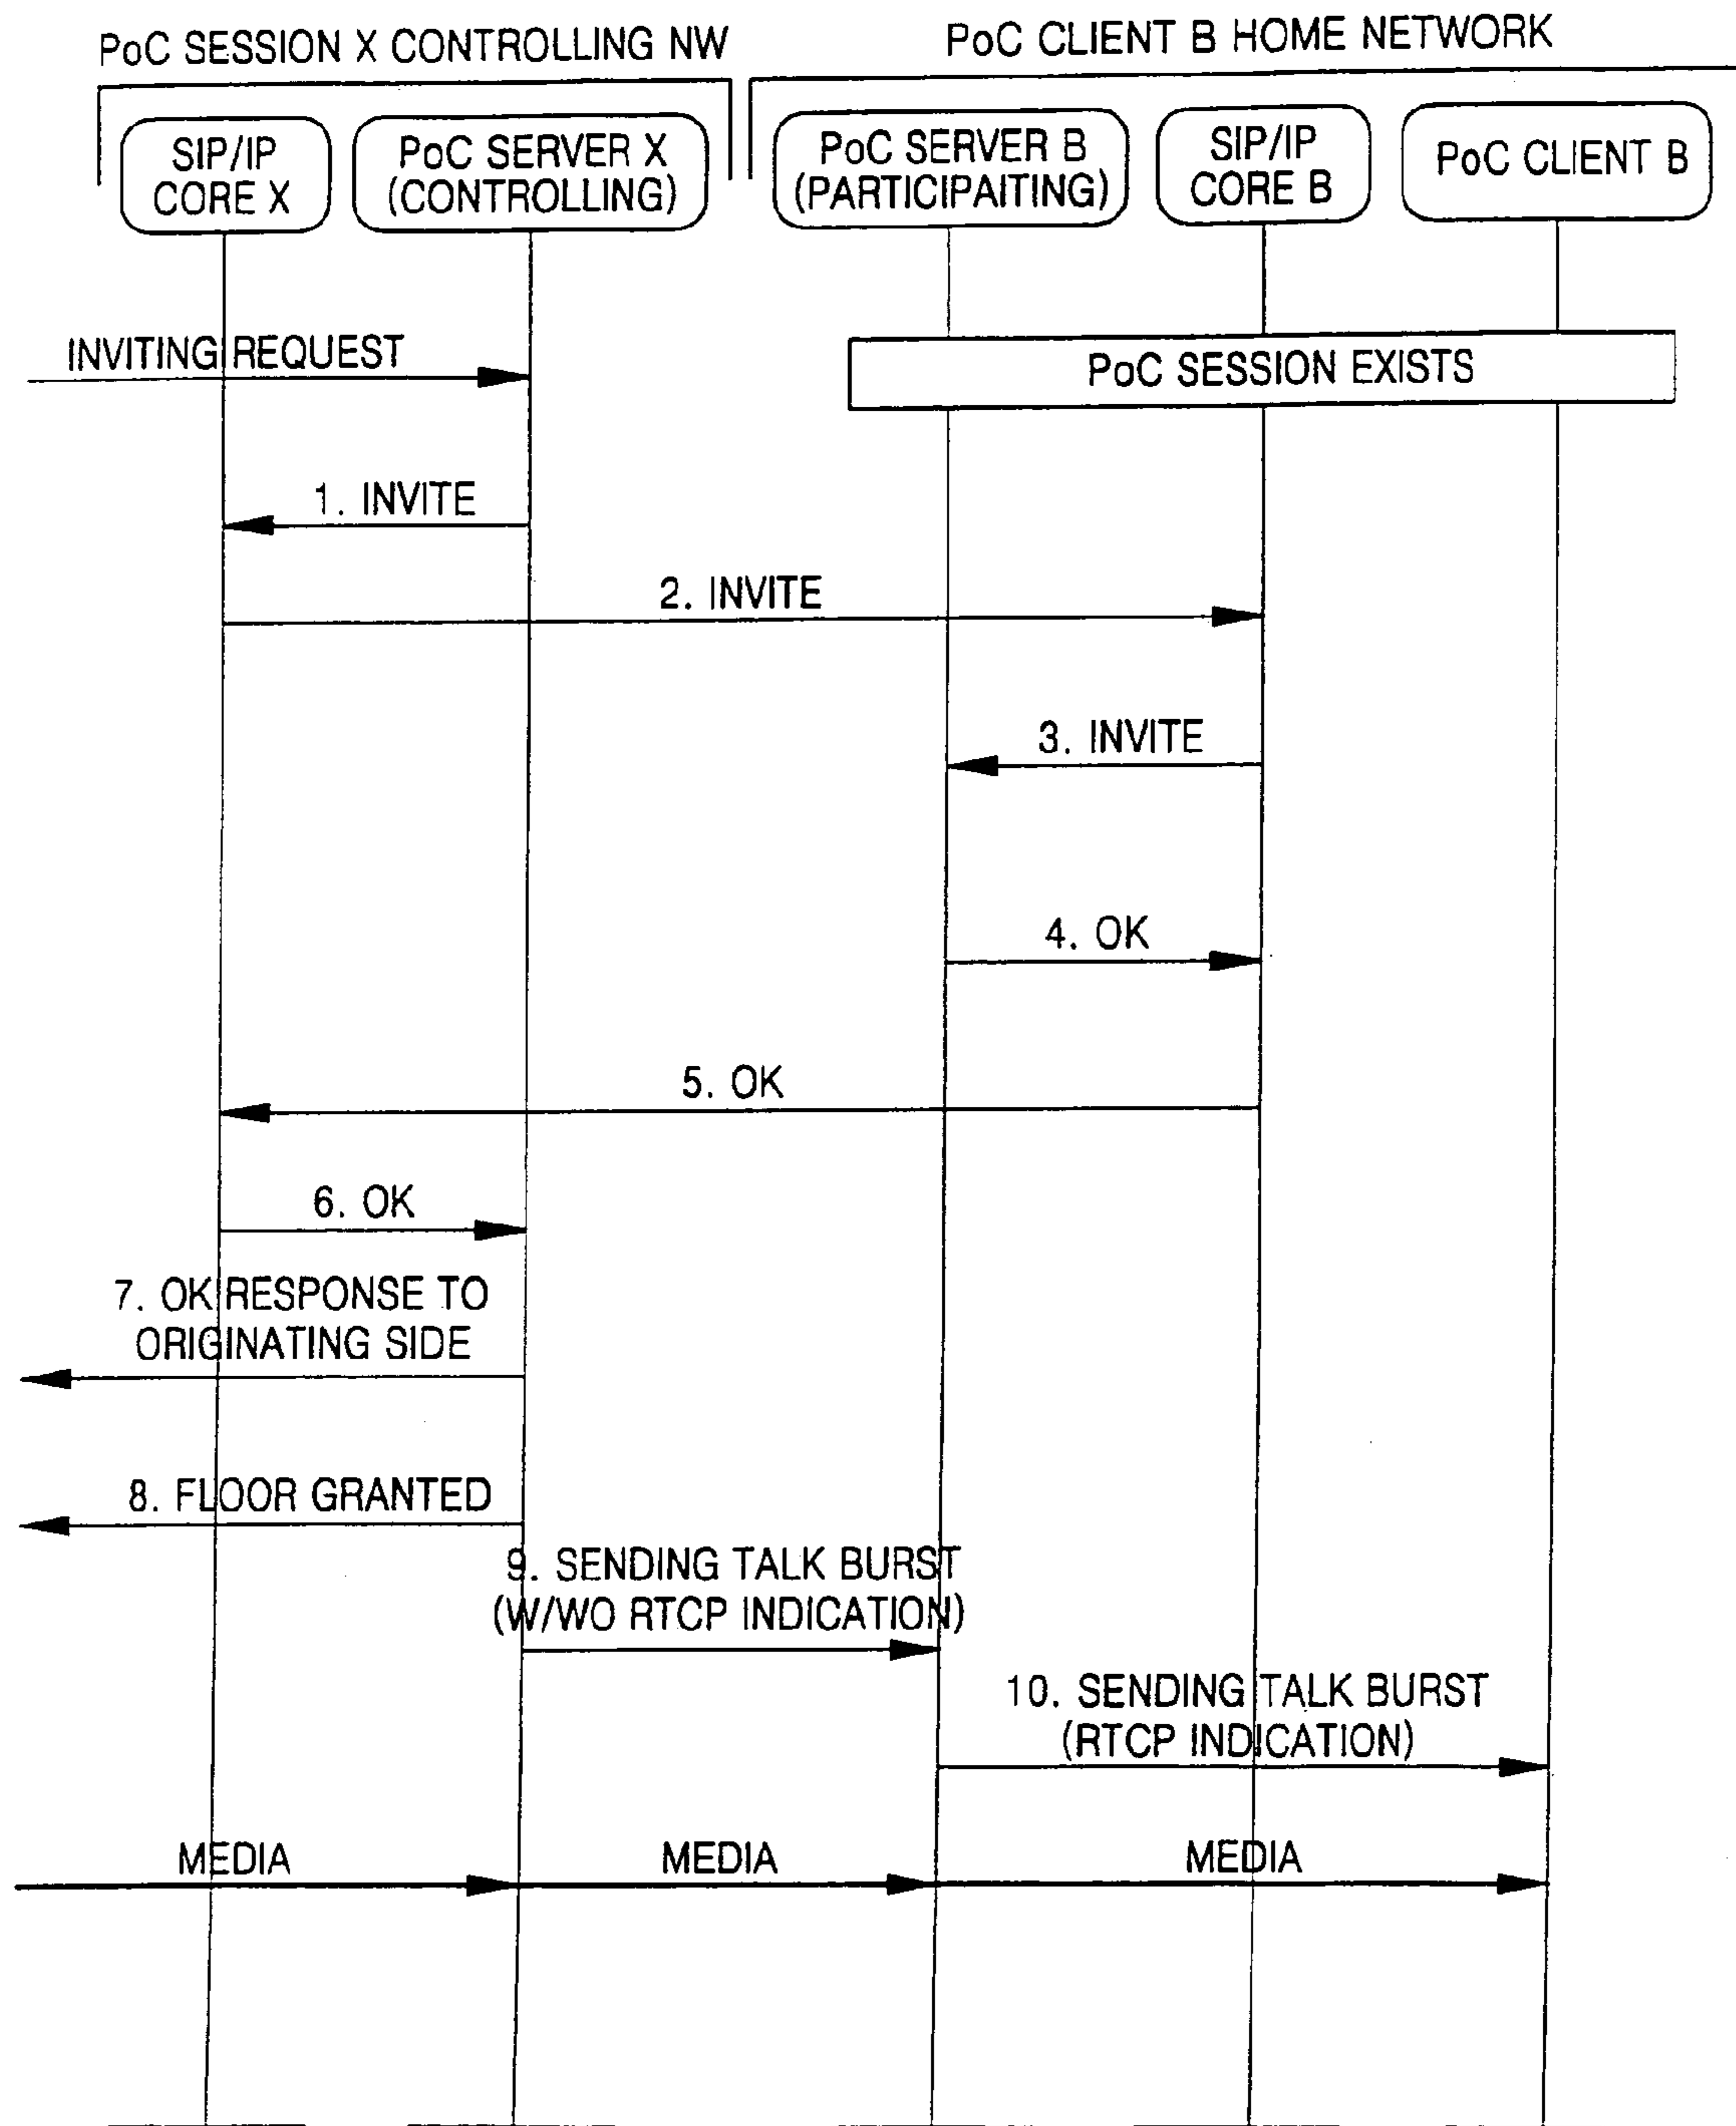 PoC SESSION X CONTROLLING NW
PoC CLIENT B HOME NETWORK
SIP/IP
CORE X
PoC SERVER X
(CONTROLLING)
PoC SERVER B
(PARTICIPAITING)
SIP/IP
CORE B
PoC CLIENT B
INVITING REQUEST
PoC SESSION EXISTS
1. INVITE
2. INVITE
3. INVITE
4. OK
5. OK
6. OK
7. OK RESPONSE TO
ORIGINATING SIDE
8. FLOOR GRANTED
9. SENDING TALK BURST
(W/WO RTCP INDICATION)
10. SENDING TALK BURST
(RTCP INDICATION)
MEDIA
MEDIA
MEDIA